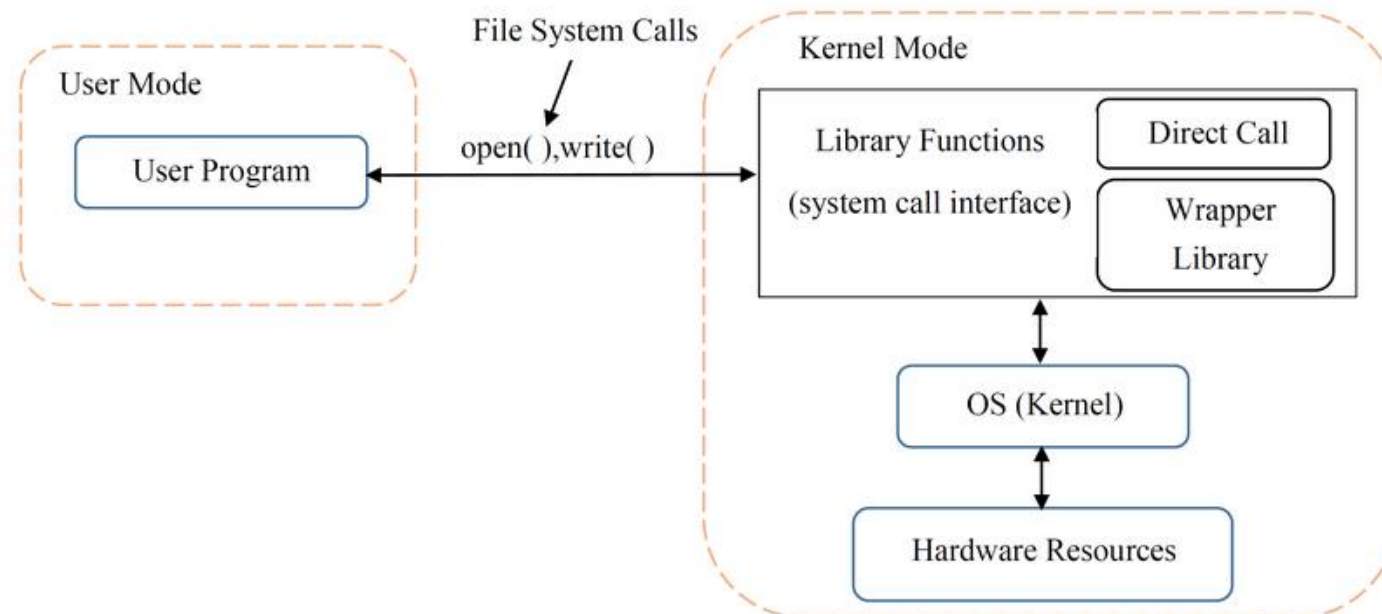 File System Calls
Kernel Mode
User Mode
User Program
open( ),write( )
Library Functions
(system call interface)
Direct Call
Wrapper
Library
OS (Kernel)
Hardware Resources